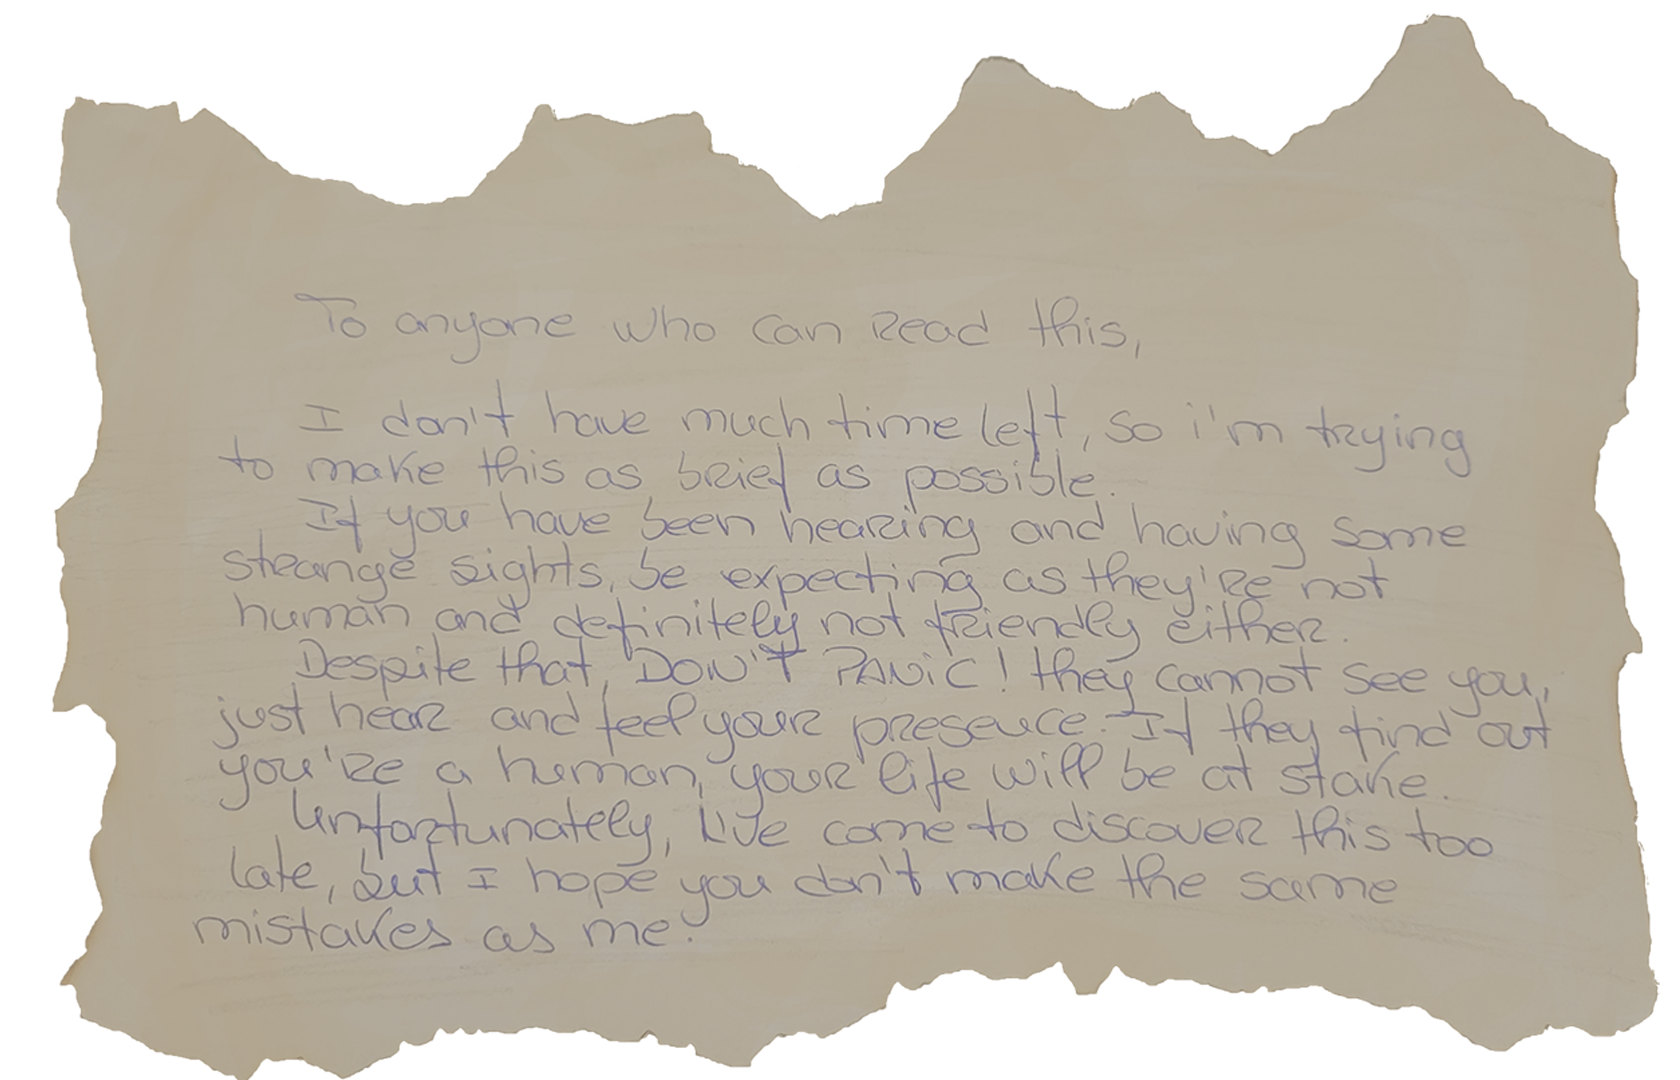 To anyone who can read this,
I don't have much time left, so i'm trying
to make this as brief as possible.
If you have been hearing and having some
strange sights, be expecting as they're not
human and definitely not friendly either.
Despite that, DON'T PANiC! they cannot see you,
just hear and feel your presence. If they find out
you're a human, your life will be at stake.
Unfortunately, I've come to discover this too
late, but I hope you don't make the same
mistakes as me.